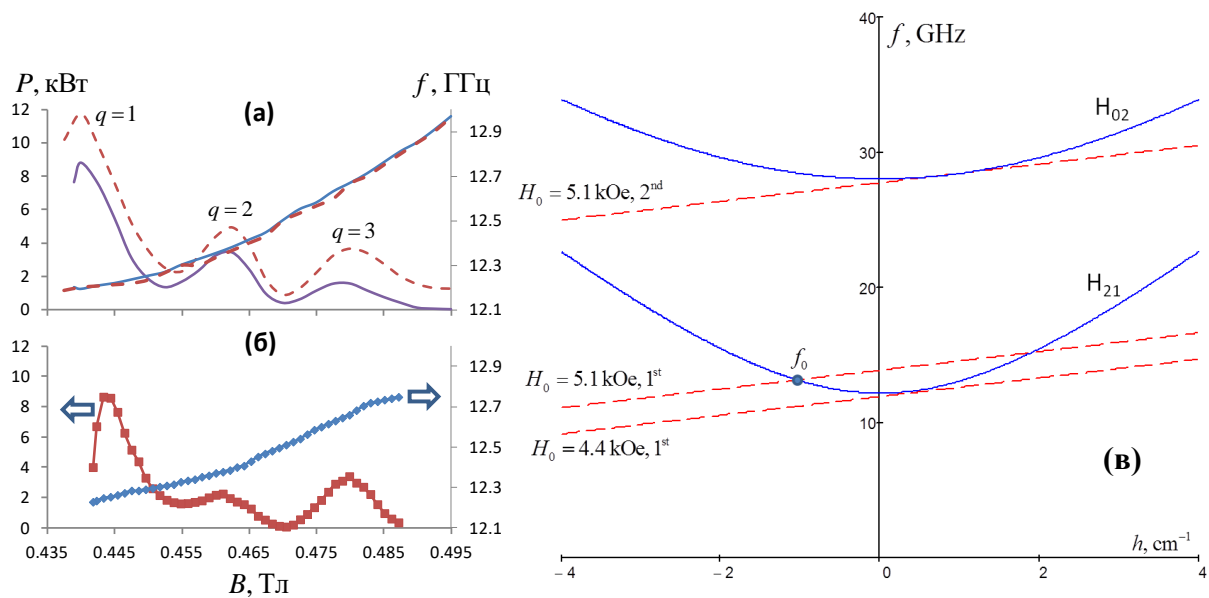 P, кВт
(а)
f, ГГц
12
10
8
6
4
2
0
q = 1
q = 2
q = 3
12.9
12.7
12.5
12.3
12.1
(б)
12
10
8
6
4
2
0
12.9
12.7
12.5
12.3
12.1
0.435 0.445 0.455 0.465 0.475 0.485 0.495
B, Тл
f, GHz
40
30
20
10
H₀₂
H₀ = 5.1 kOe, 2ⁿᵈ
H₂₁
f₀
H₀ = 5.1 kOe, 1ˢᵗ
H₀ = 4.4 kOe, 1ˢᵗ
(в)
h, cm⁻¹
− 4 − 2 0 2 4